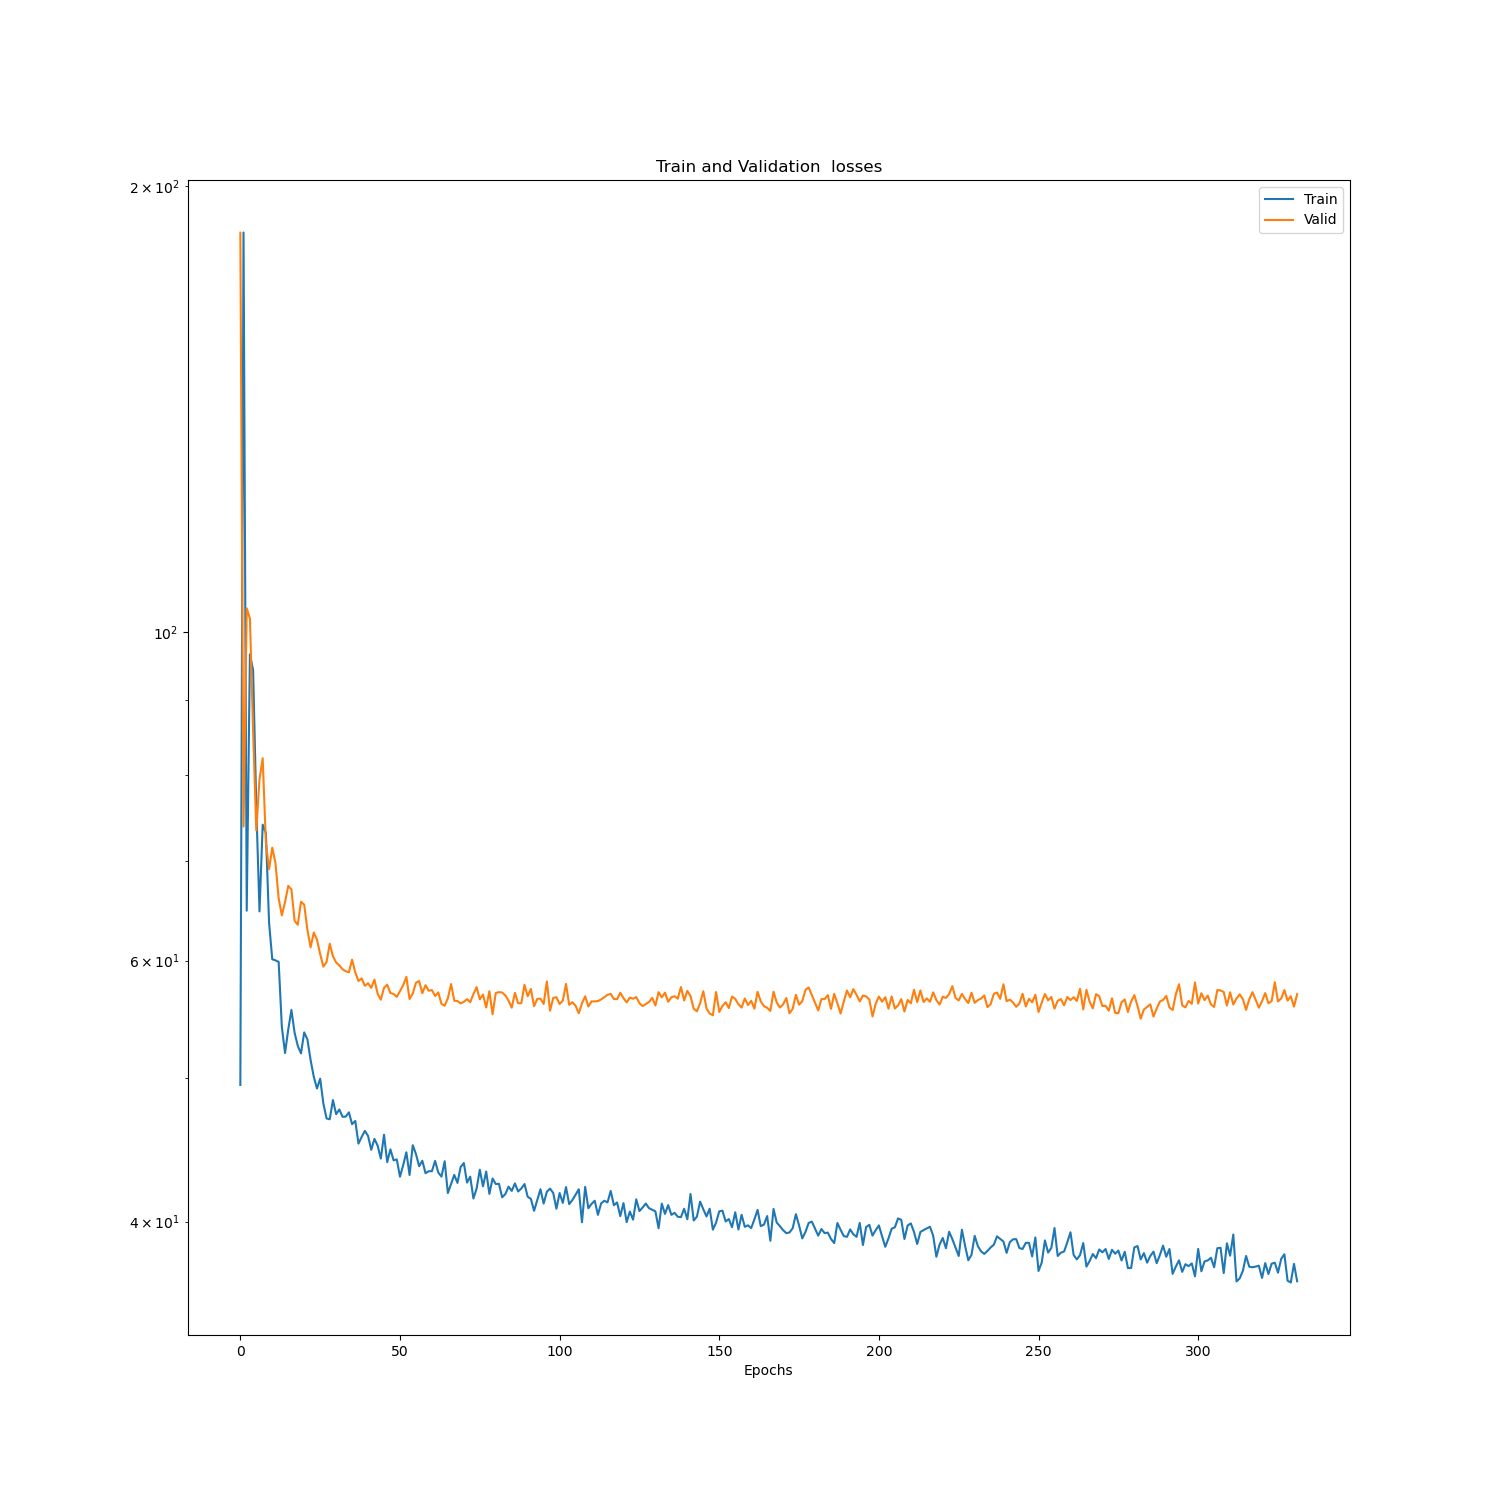 Train and Validation  losses
2 × 10²
10²
6 × 10¹
4 × 10¹
Train
Valid
0 50 100 150 200 250 300
Epochs